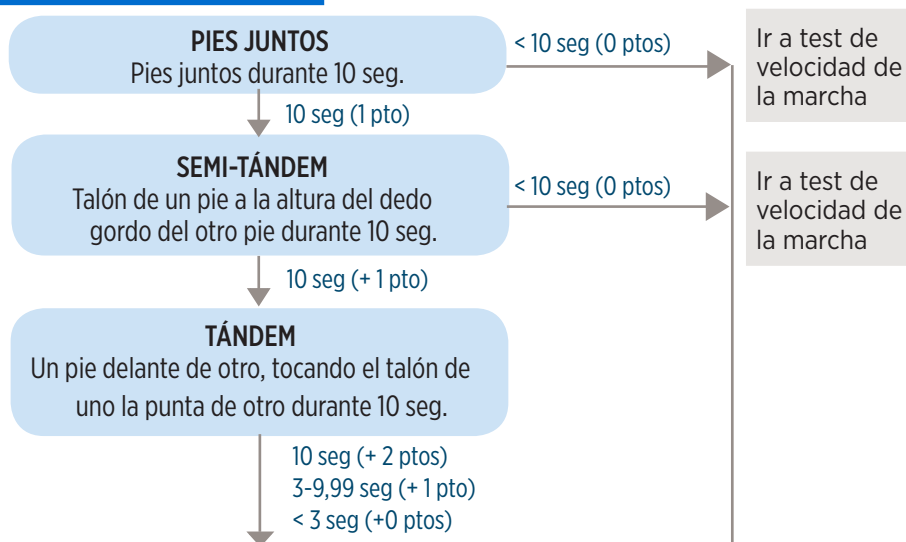 PIES JUNTOS
Pies juntos durante 10 seg.
< 10 seg (0 ptos)
Ir a test de
velocidad de
la marcha
10 seg (1 pto)
SEMI-TÁNDEM
Talón de un pie a la altura del dedo
gordo del otro pie durante 10 seg.
< 10 seg (0 ptos)
Ir a test de
velocidad de
la marcha
10 seg (+ 1 pto)
TÁNDEM
Un pie delante de otro, tocando el talón de
uno la punta de otro durante 10 seg.
10 seg (+ 2 ptos)
3-9,99 seg (+ 1 pto)
< 3 seg (+0 ptos)